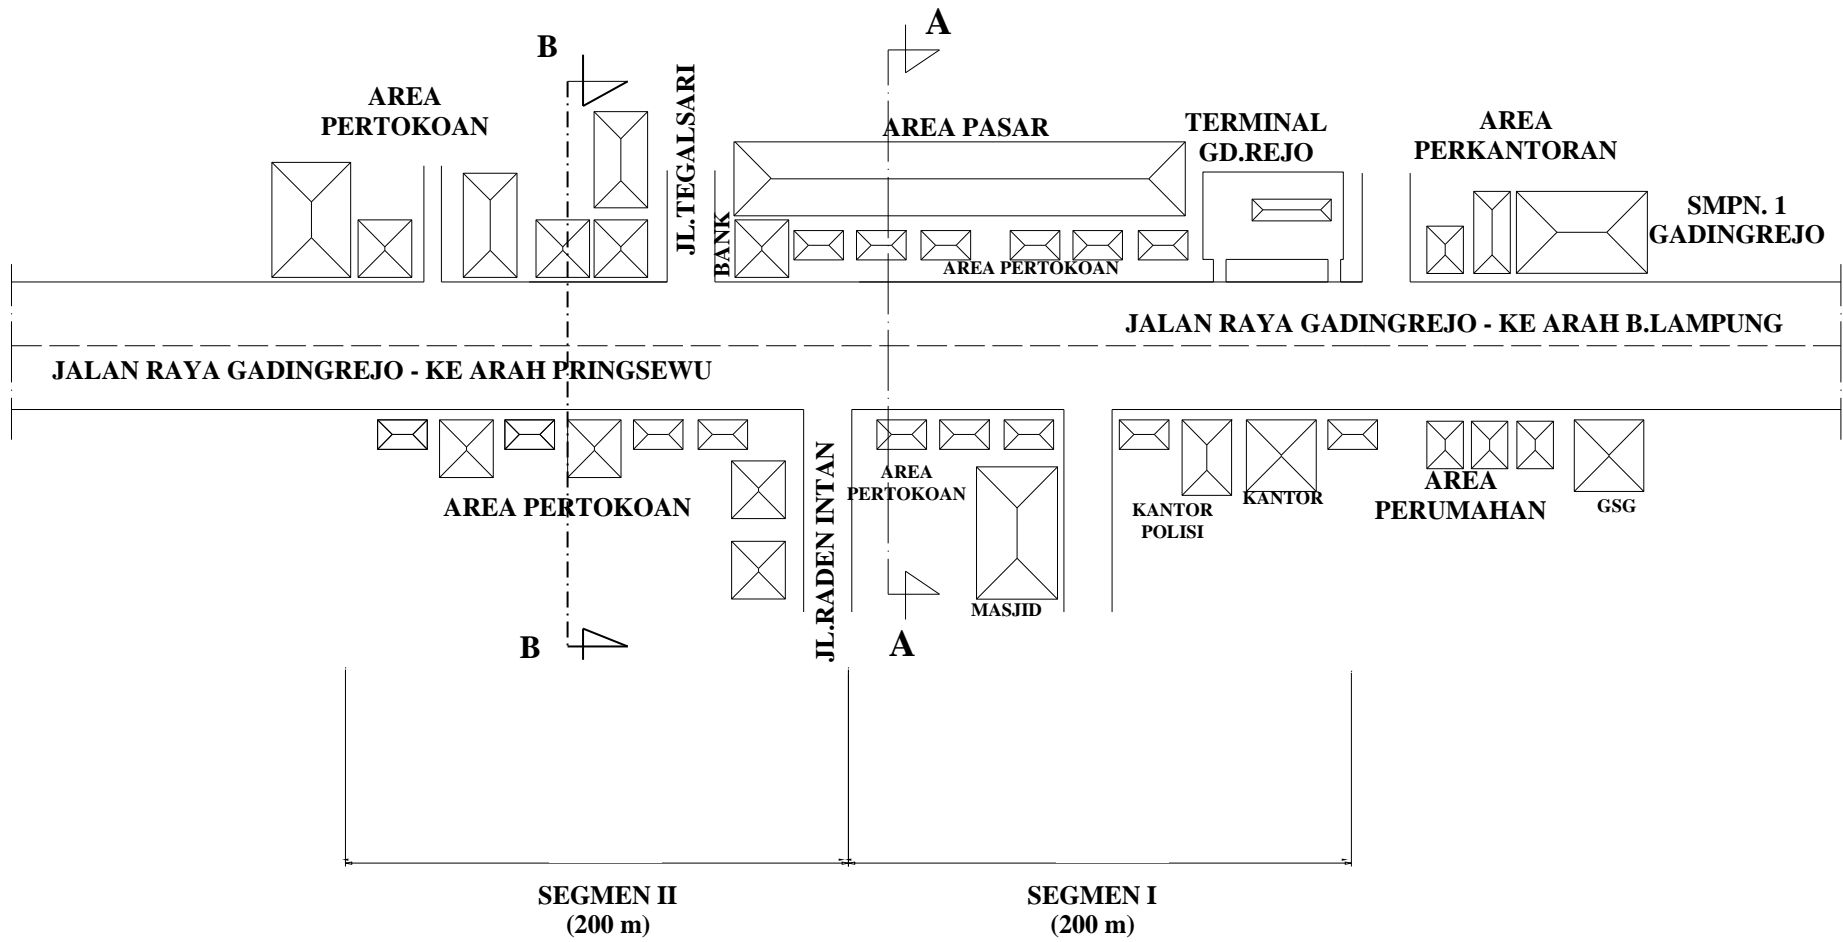 A
B
AREA
PERTOKOAN
JL.TEGALSARI
AREA PASAR
TERMINAL
GD.REJO
AREA
PERKANTORAN
SMPN. 1
GADINGREJO
BANK
AREA PERTOKOAN
JALAN RAYA GADINGREJO - KE ARAH B.LAMPUNG
JALAN RAYA GADINGREJO - KE ARAH PRINGSEWU
AREA PERTOKOAN
JL.RADEN INTAN
AREA
PERTOKOAN
MASJID
KANTOR
POLISI
KANTOR
AREA
PERUMAHAN
GSG
B
A
SEGMEN II
(200 m)
SEGMEN I
(200 m)